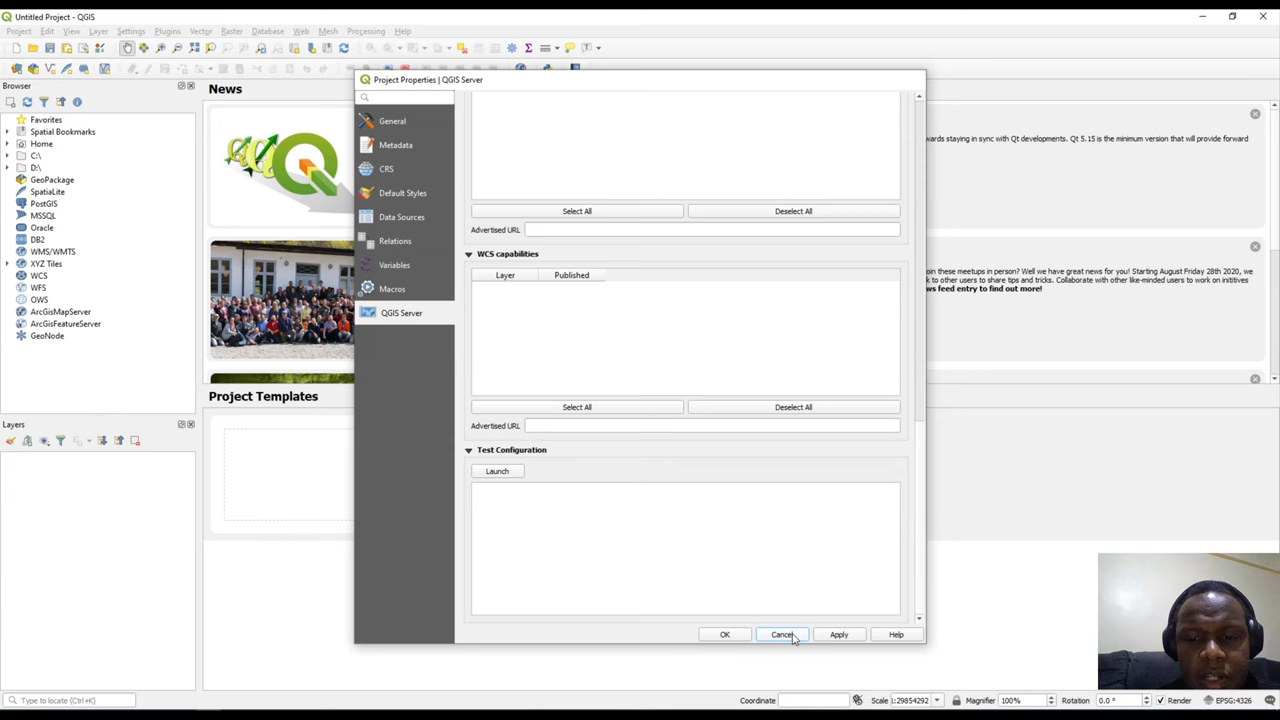 Untitled Project - QGIS
Project Edit View Layer Settings Plugins Vector Raster Database Web Mesh Processing Help
Browser
Favorites
Spatial Bookmarks
Home
C:\
D:\
GeoPackage
SpatiaLite
PostGIS
MSSQL
Oracle
DB2
WMS/WMTS
XYZ Tiles
WCS
WFS
OWS
ArcGisMapServer
ArcGisFeatureServer
GeoNode
Layers
News
Project Templates
Project Properties | QGIS Server
General
Metadata
CRS
Default Styles
Data Sources
Relations
Variables
Macros
QGIS Server
Select All Deselect All
Advertised URL
WCS capabilities
Layer Published
Select All Deselect All
Advertised URL
Test Configuration
Launch
OK Cancel Apply Help
wards staying in sync with Qt developments. Qt 5.15 is the minimum version that will provide forward
oin these meetups in person? Well we have great news for you! Starting August Friday 28th 2020, we
k to other users to share tips and tricks. Collaborate with other like-minded users to work on inititives
ws feed entry to find out more!
Type to locate (Ctrl+K) Coordinate Scale 1:29854292 Magnifier 100% Rotation 0.0 ° Render EPSG:4326